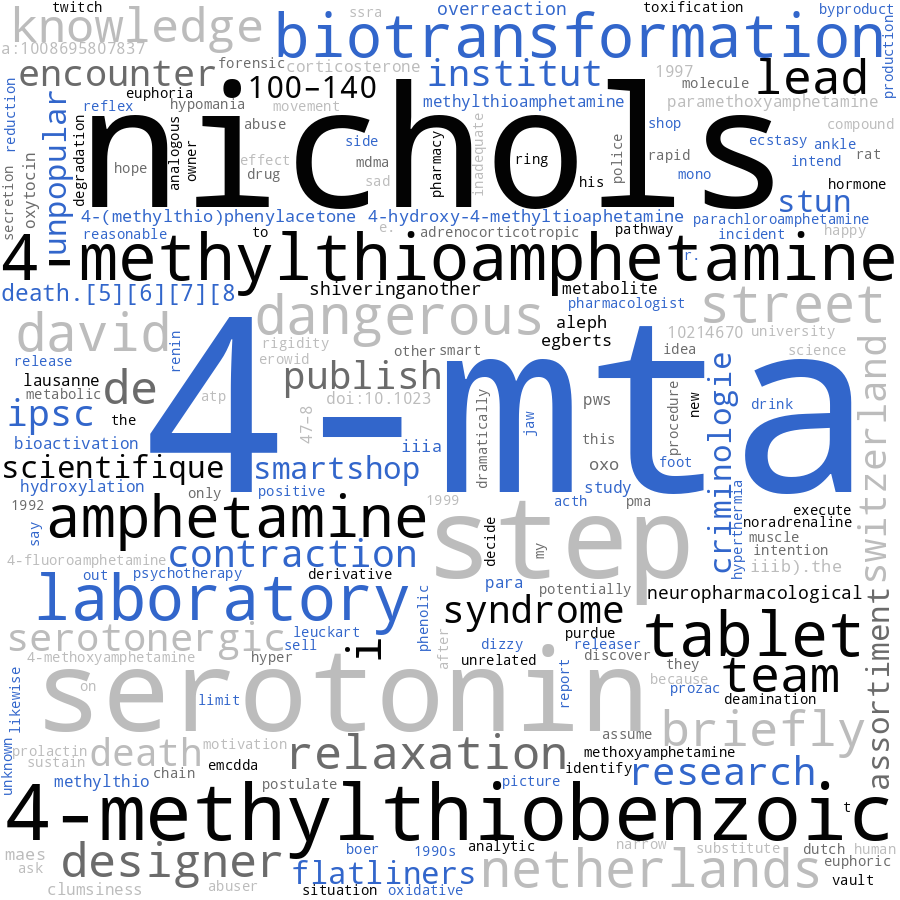 twitch
overreaction
toxification
byproduct
ssra
knowledge
biotransformation
production
a:1008695807837
forensic
corticosterone
encounter
institut
1997
molecule
lead
euphoria
100–140
hypomania
movement
methylthioamphetamine
paramethoxyamphetamine
reduction
unpopular
reflex
abuse
nichols
side
shop
compound
ecstasy
ankle
degradation
analogous
owner
hope
effect
drug
mdma
sad
pharmacy
inadequate
ring
his
police
rapid
mono
intend
rat
hormone
secretion
oxytocin
stun
4-(methylthio)phenylacetone
4-hydroxy-4-methyltioaphetamine
parachloroamphetamine
reasonable
to
e.
adrenocorticotropic
pathway
incident
happy
4-methylthioamphetamine
r.
death.[5][6][7][8
shiveringanother
metabolite
pharmacologist
street
david
dangerous
aleph
egberts
10214670
university
renin
rigidity
erowid
other
smart
idea
science
release
lausanne
metabolic
de
publish
4-mta
atp
doi:10.1023
47-8
dramatically
jaw
pws
procedure
new
criminologie
drink
switzerland
ipsc
the
bioactivation
iiia
this
scientifique
smartshop
oxo
foot
hydroxylation
only
positive
study
1992
1999
acth
pma
execute
say
amphetamine
step
decide
my
hyperthermia
noradrenaline
muscle
intention
4-fluoroamphetamine
contraction
iiib).the
out
psychotherapy
derivative
para
potentially
neuropharmacological
laboratory
phenolic
syndrome
assortiment
serotonergic
leuckart
sell
i
after
dizzy
purdue
releaser
tablet
4-methoxyamphetamine
hyper
unrelated
discover
they
team
because
likewise
on
serotonin
limit
report
prozac
deamination
unknown
prolactin
sustain
death
motivation
assume
briefly
relaxation
methoxyamphetamine
methylthio
chain
emcdda
postulate
picture
identify
research
4-methylthiobenzoic
t
maes
ask
designer
boer
1990s
analytic
narrow
substitute
dutch
human
flatliners
netherlands
euphoric
clumsiness
abuser
situation
oxidative
vault